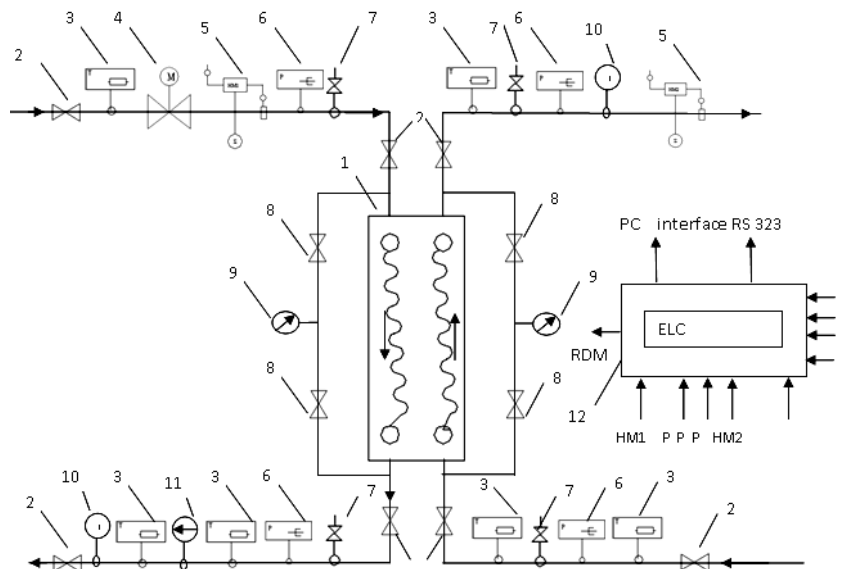 3 4 5 6 7 3 7 6 10 5
2
T M HM1 P T P I HM2
S S
2
1
8 8
PC interface RS 323
9 9
ELC
RDM
8 8
12
HM1 P P P HM2
10 3 11 3 6 7 3 7 6 3
2 2
I T T P T P T